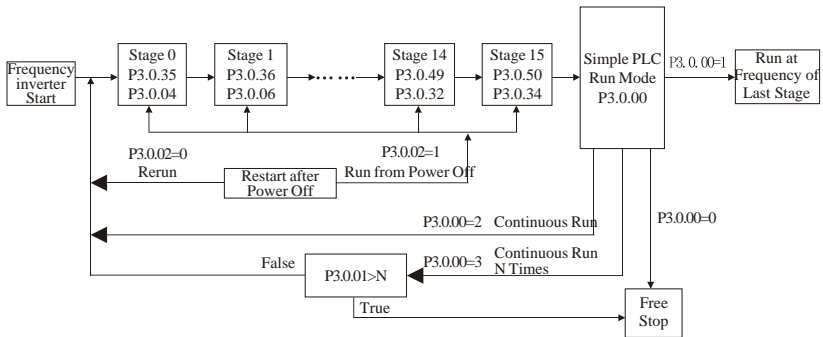 Frequency
inverter
Start
Stage 0
P3.0.35
P3.0.04
Stage 1
P3.0.36
P3.0.06
... ...
Stage 14
P3.0.49
P3.0.32
Stage 15
P3.0.50
P3.0.34
Simple PLC
Run Mode
P3.0.00
P3. 0. 00=1
Run at
Frequency of
Last Stage
P3.0.02=0
Rerun
Restart after
Power Off
P3.0.02=1
Run from Power Off
P3.0.00=2 Continuous Run
P3.0.00=0
False
P3.0.01>N
P3.0.00=3 Continuous Run
N Times
True
Free
Stop